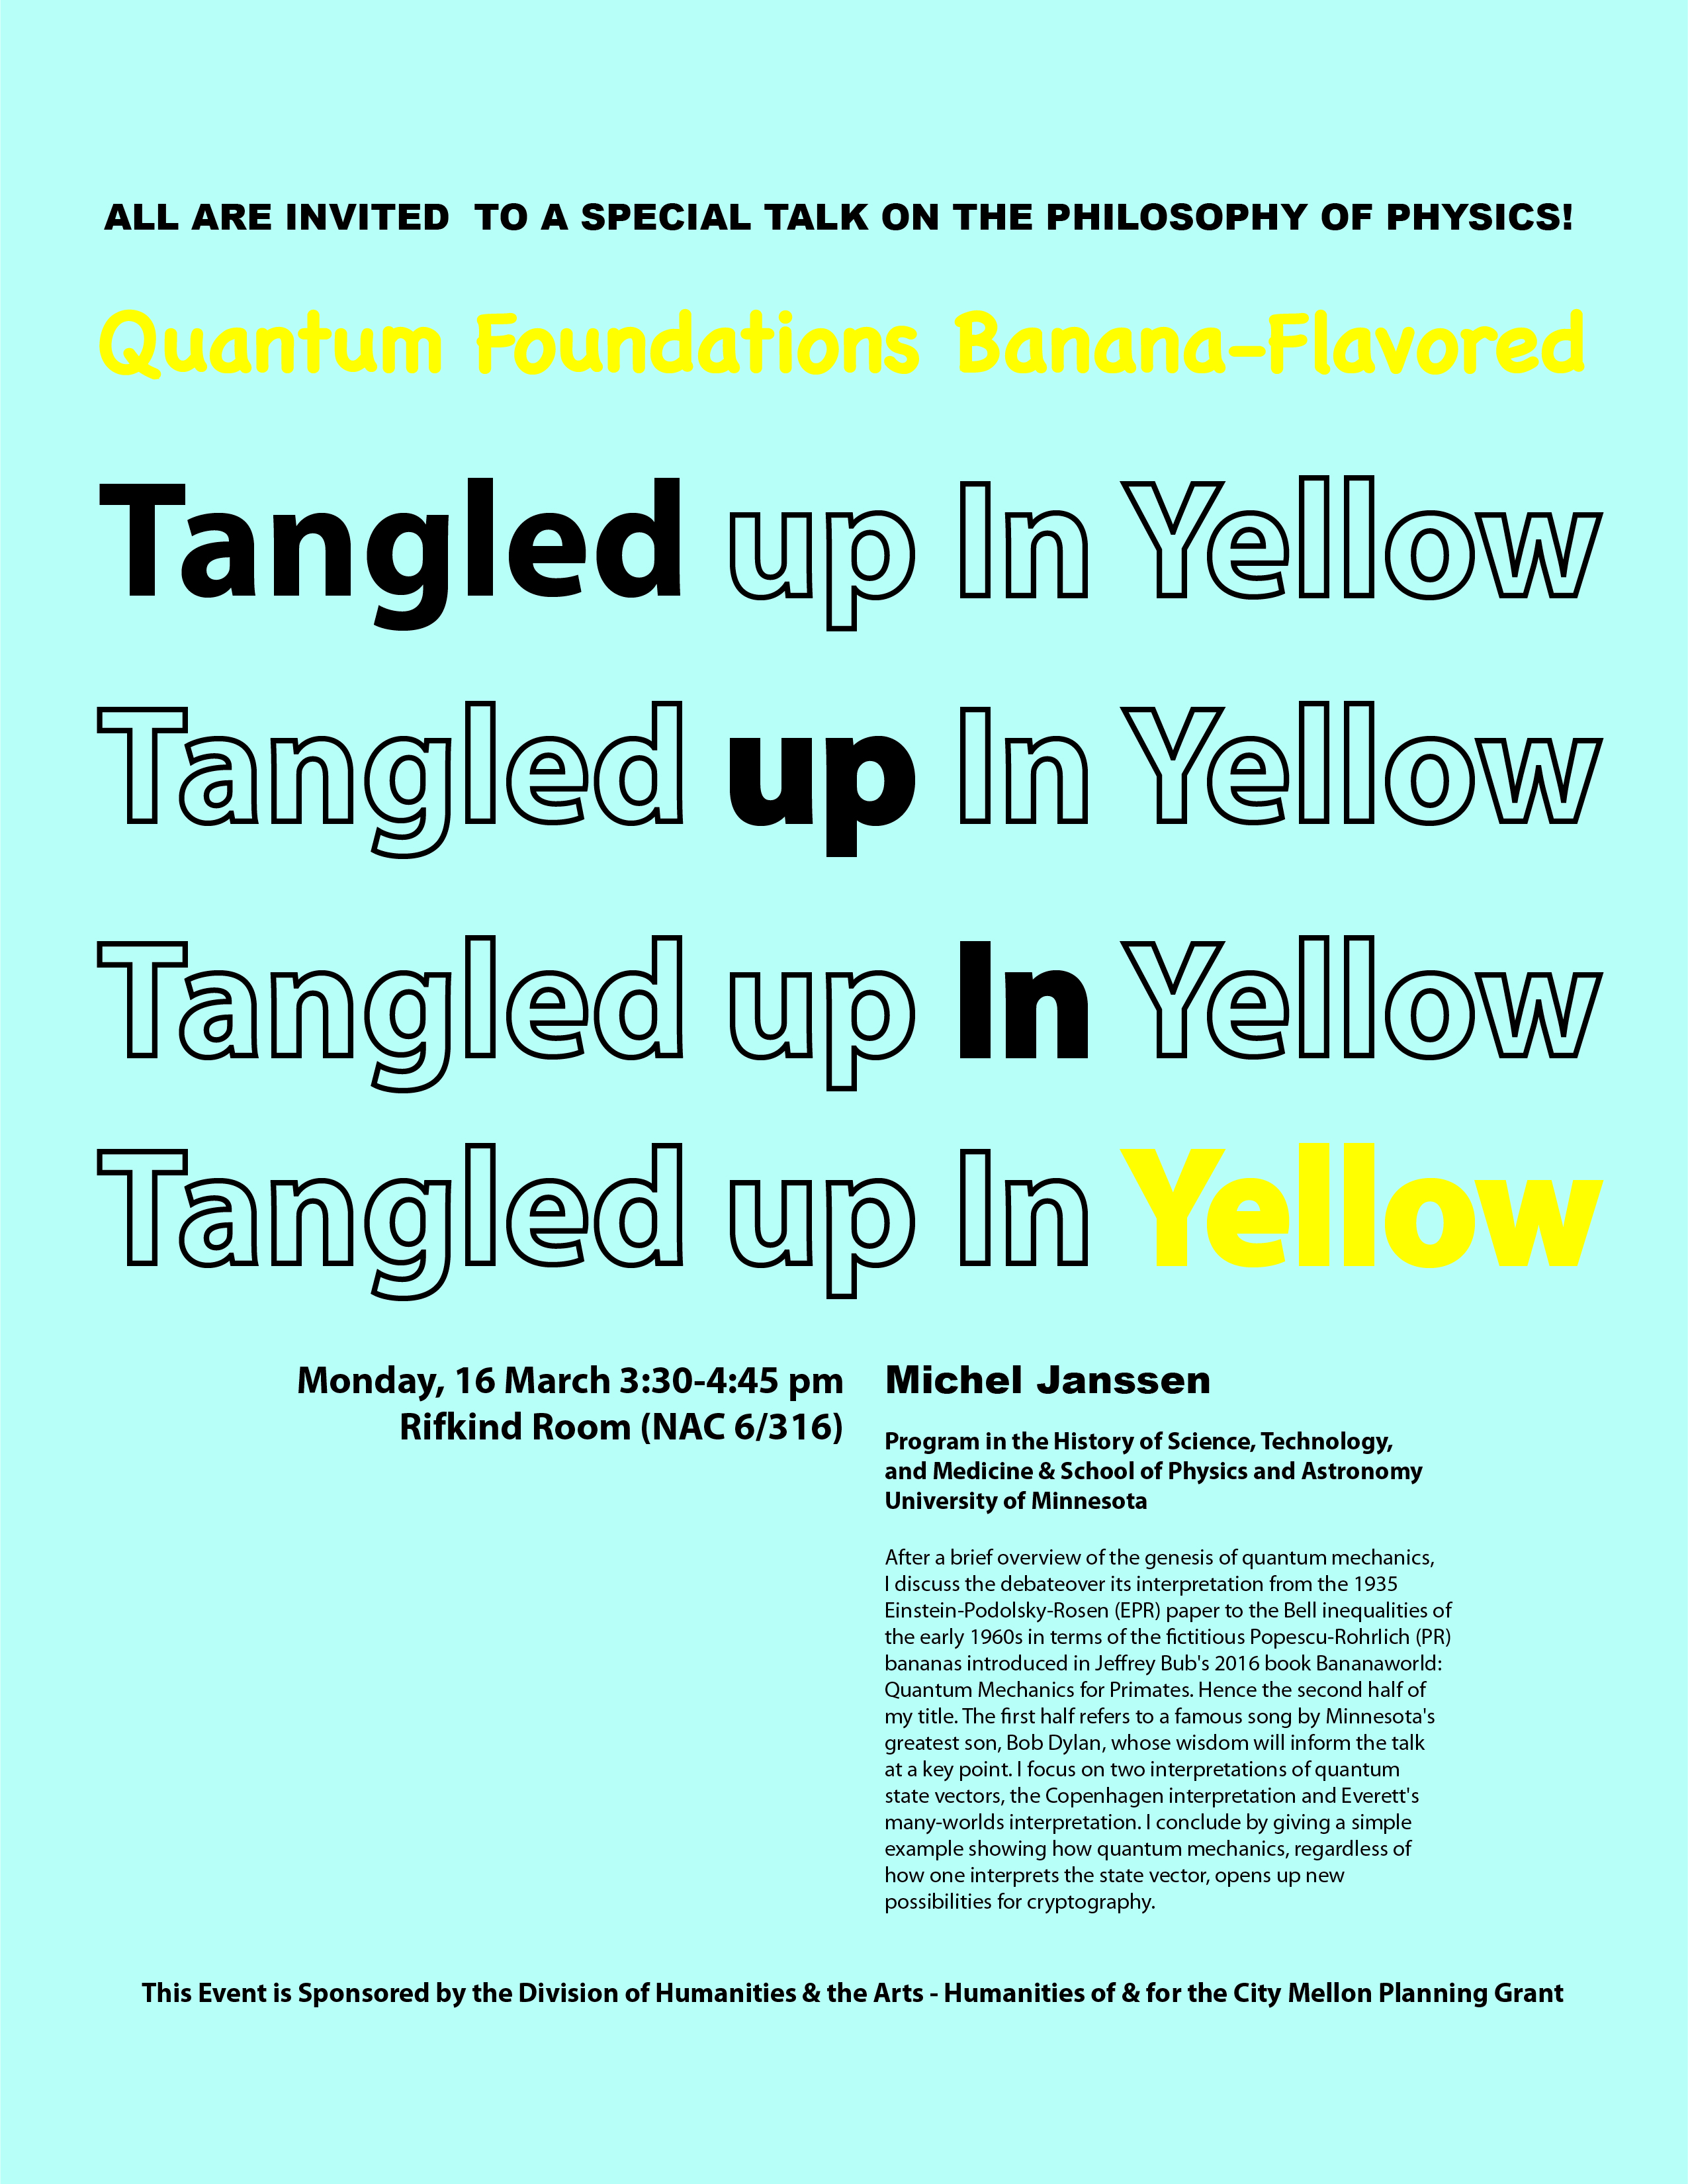 ALL ARE INVITED  TO A SPECIAL TALK ON THE PHILOSOPHY OF PHYSICS!
Quantum Foundations Banana-Flavored
Tangled up In Yellow
Tangled up In Yellow
Tangled up In Yellow
Tangled up In Yellow
Monday, 16 March 3:30-4:45 pm
Rifkind Room (NAC 6/316)
Michel Janssen
Program in the History of Science, Technology,
and Medicine & School of Physics and Astronomy
University of Minnesota
After a brief overview of the genesis of quantum mechanics,
I discuss the debateover its interpretation from the 1935
Einstein-Podolsky-Rosen (EPR) paper to the Bell inequalities of
the early 1960s in terms of the fictitious Popescu-Rohrlich (PR)
bananas introduced in Jeffrey Bub's 2016 book Bananaworld:
Quantum Mechanics for Primates. Hence the second half of
my title. The first half refers to a famous song by Minnesota's
greatest son, Bob Dylan, whose wisdom will inform the talk
at a key point. I focus on two interpretations of quantum
state vectors, the Copenhagen interpretation and Everett's
many-worlds interpretation. I conclude by giving a simple
example showing how quantum mechanics, regardless of
how one interprets the state vector, opens up new
possibilities for cryptography.
This Event is Sponsored by the Division of Humanities & the Arts - Humanities of & for the City Mellon Planning Grant